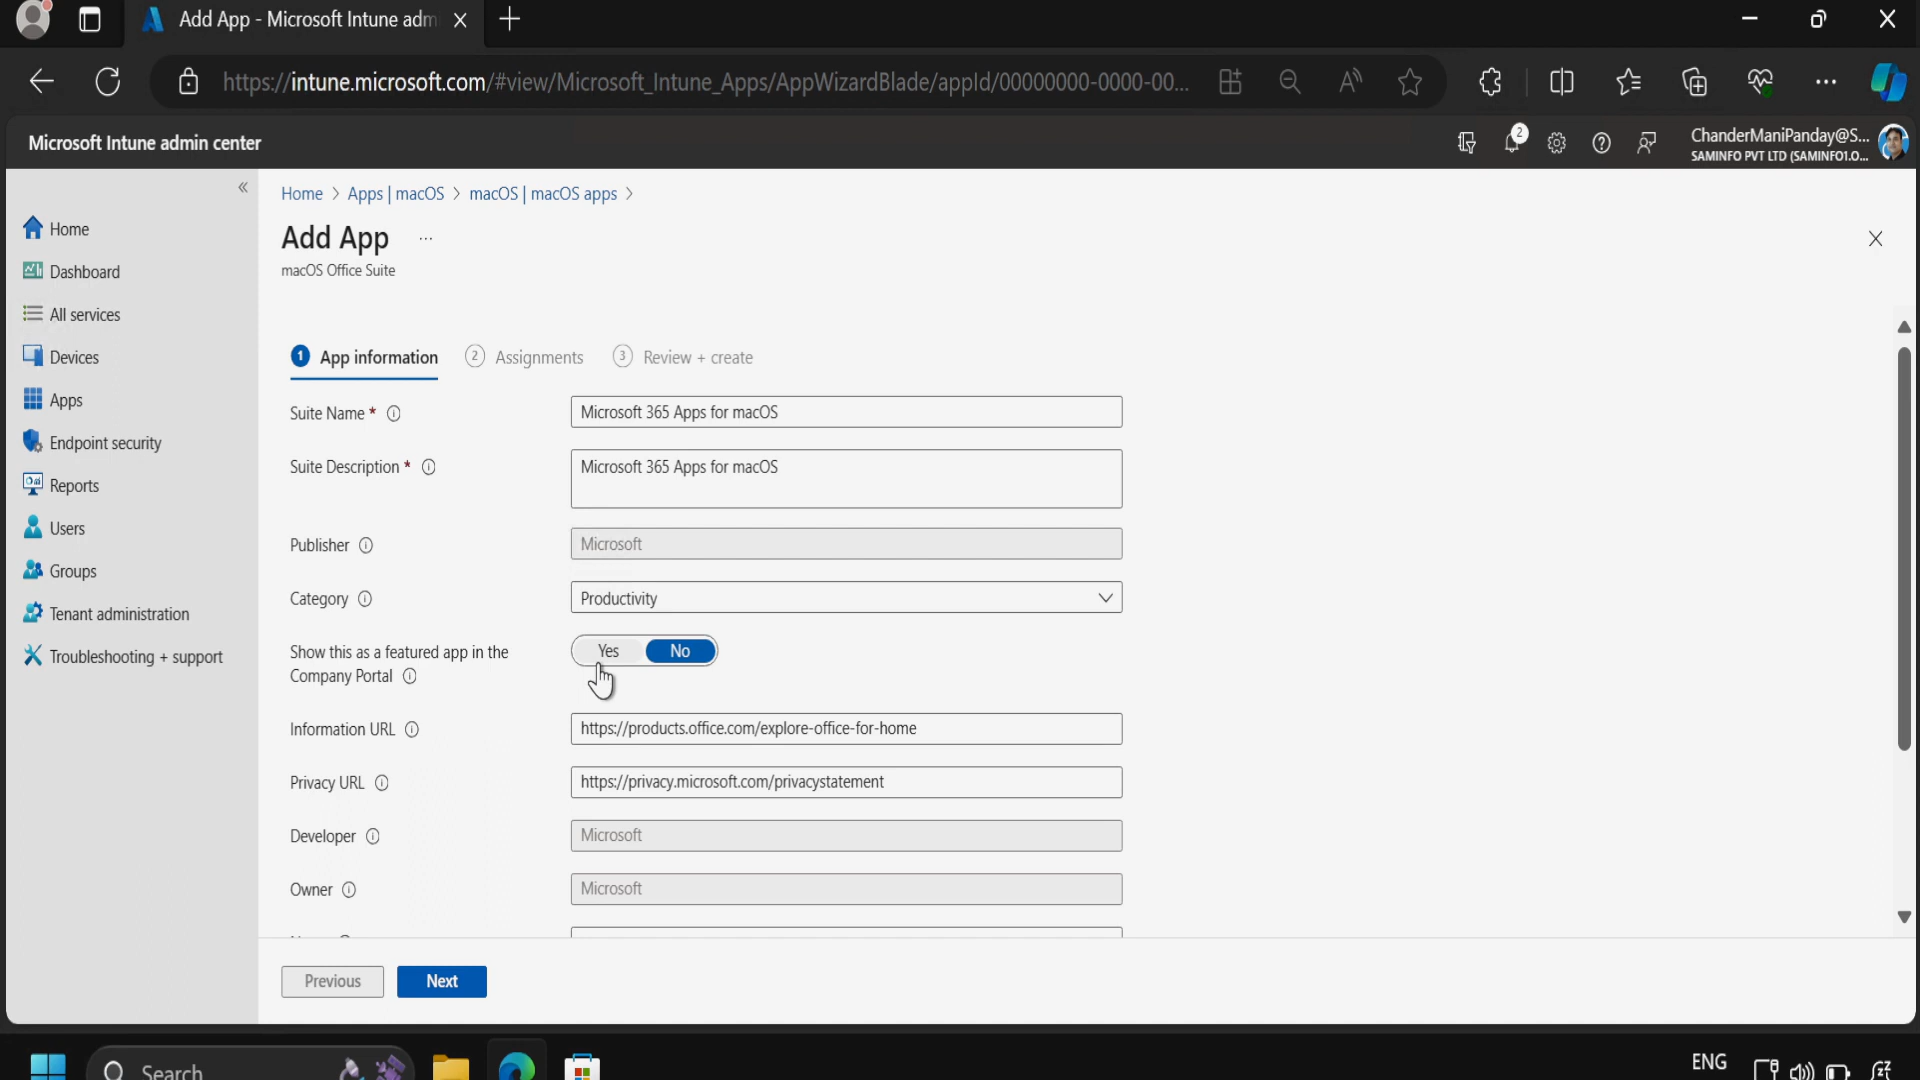 Add App - Microsoft Intune adm
https://intune.microsoft.com/#view/Microsoft_Intune_Apps/AppWizardBlade/appId/00000000-0000-00...
Microsoft Intune admin center
2
ChanderManiPanday@S...
SAMINFO PVT LTD (SAMINFO1.O...
Home > Apps | macOS > macOS | macOS apps >
Add App ...
macOS Office Suite
Home
Dashboard
All services
Devices
Apps
Endpoint security
Reports
Users
Groups
Tenant administration
Troubleshooting + support
1 App information 2 Assignments 3 Review + create
Suite Name * Microsoft 365 Apps for macOS
Suite Description * Microsoft 365 Apps for macOS
Publisher Microsoft
Category Productivity
Show this as a featured app in the Yes No
Company Portal
Information URL https://products.office.com/explore-office-for-home
Privacy URL https://privacy.microsoft.com/privacystatement
Developer Microsoft
Owner Microsoft
Previous Next
Search
ENG